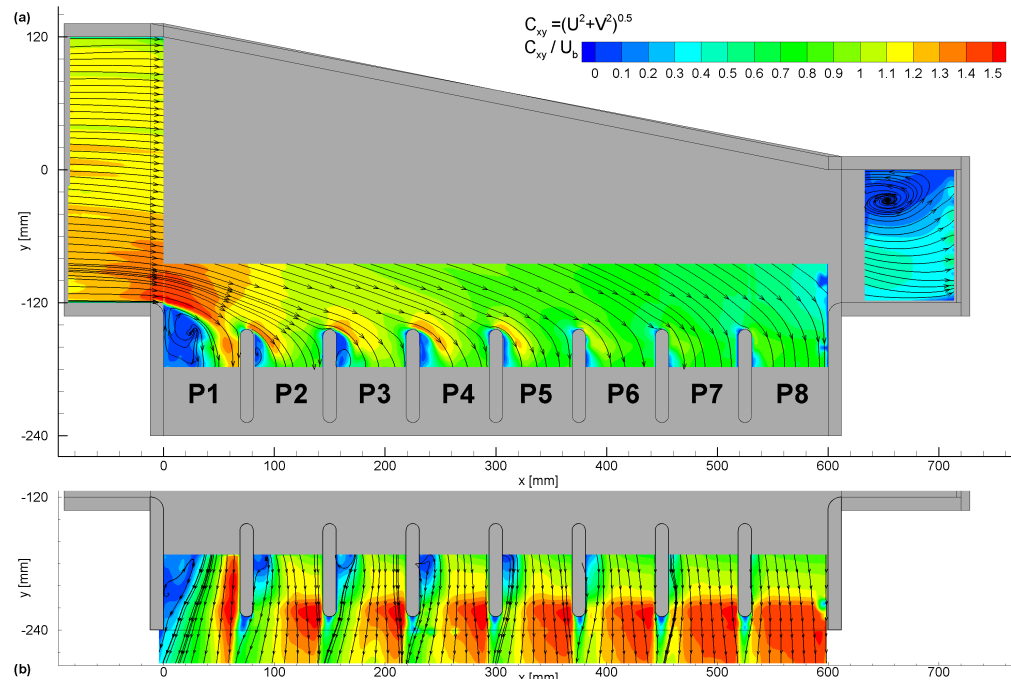 (a)
C_xy =(U²+V²)^0.5
C_xy / U_b
0 0.1 0.2 0.3 0.4 0.5 0.6 0.7 0.8 0.9 1 1.1 1.2 1.3 1.4 1.5
120
0
-120
-240
y [mm]
P1 P2 P3 P4 P5 P6 P7 P8
0 100 200 300 400 500 600 700
x [mm]
-120
-240
y [mm]
(b)
0 100 200 300 400 500 600 700
x [mm]